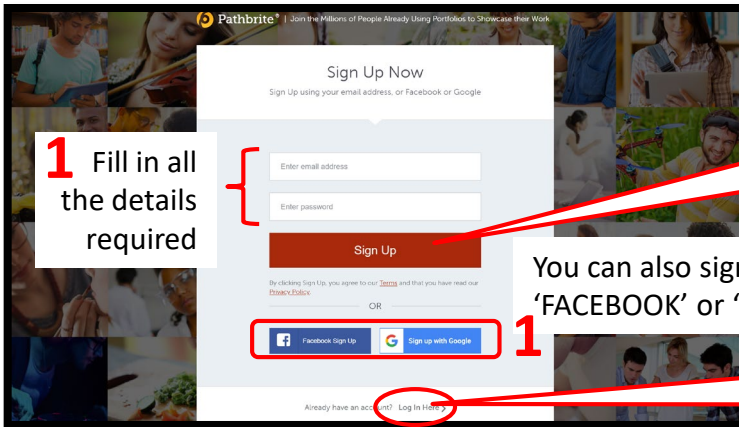 Pathbrite® | Join the Millions of People Already Using Portfolios to Showcase their Work
Sign Up Now
Sign Up using your email address, or Facebook or Google
1 Fill in all
the details
required
Enter email address
Enter password
Sign Up
You can also sign
'FACEBOOK' or '
By clicking Sign Up, you agree to our Terms and that you have read our
Privacy Policy.
OR
Facebook Sign Up
Sign up with Google
1
Already have an account? Log In Here >